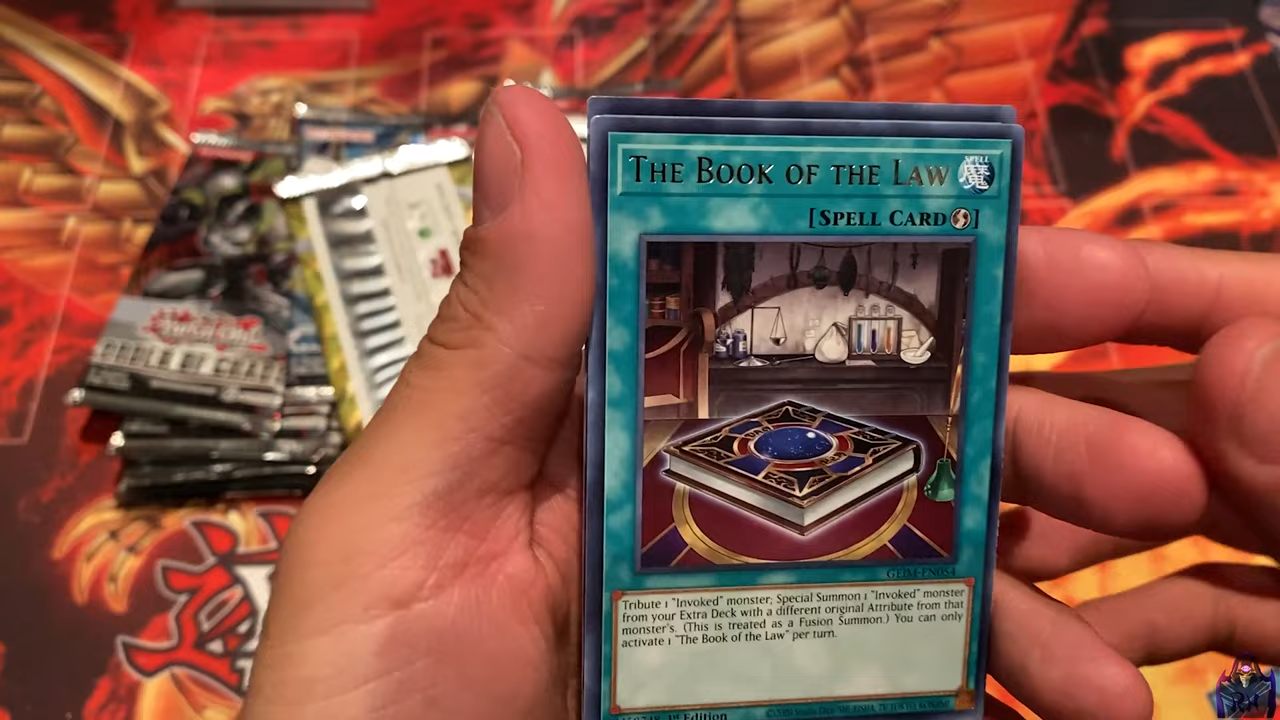 THE BOOK OF THE LAW
SPELL
魔
[SPELL CARD]
GEIM-EN054
Tribute 1 "Invoked" monster; Special Summon 1 "Invoked" monster
from your Extra Deck with a different original Attribute from that
monster's. (This is treated as a Fusion Summon.) You can only
activate 1 "The Book of the Law" per turn.
1st Edition